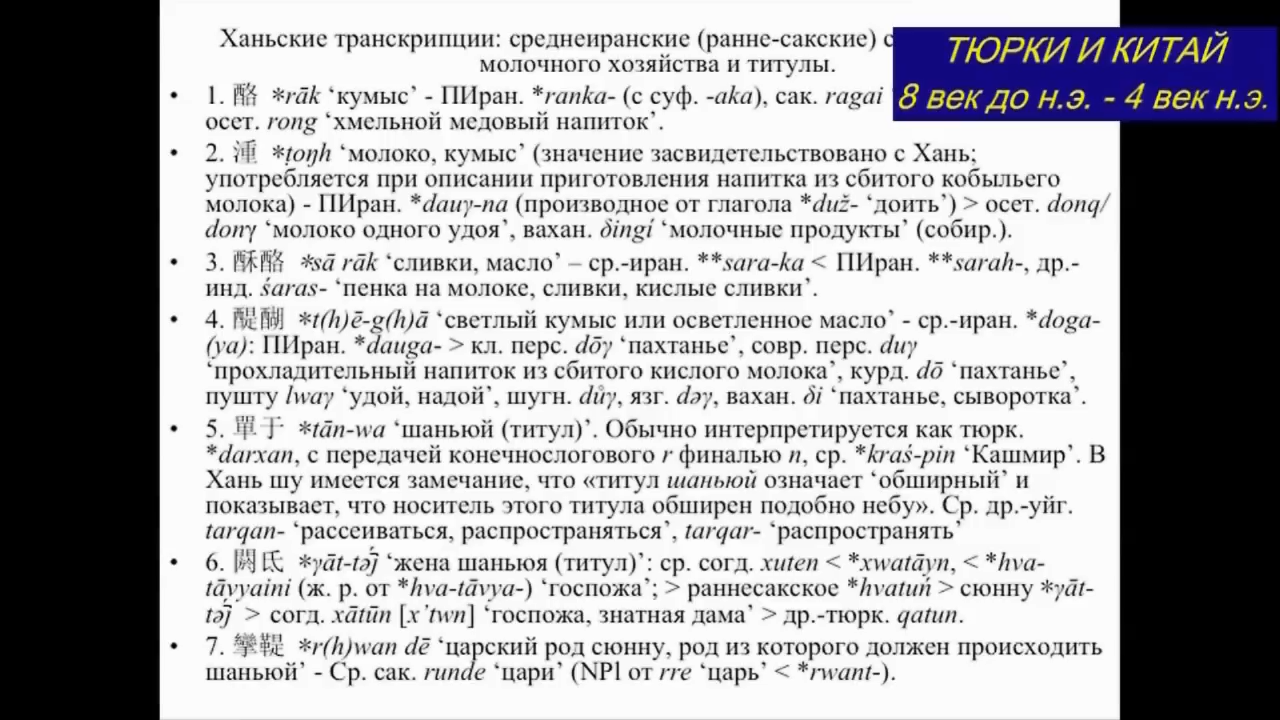 Ханьские транскрипции: среднеиранские (ранне-сакские) с
молочного хозяйства и титулы.
ТЮРКИ И КИТАЙ
8 век до н.э. - 4 век н.э.
• 1. 酪 *rāk ‘кумыс’ - ПИран. *ranka- (с суф. -aka), сак. ragai
осет. rong ‘хмельной медовый напиток’.
• 2. 湩 *ṭoŋh ‘молоко, кумыс’ (значение засвидетельствовано с Хань;
употребляется при описании приготовления напитка из сбитого кобыльего
молока) - ПИран. *dauγ-na (производное от глагола *duž- ‘доить’) > осет. donq/
donγ ‘молоко одного удоя’, вахан. δingí ‘молочные продукты’ (собир.).
• 3. 酥酪 *sā rāk ‘сливки, масло’ – ср.-иран. **sara-ka < ПИран. **sarah-, др.-
инд. śaras- ‘пенка на молоке, сливки, кислые сливки’.
• 4. 醍醐 *t(h)ē-g(h)ā ‘светлый кумыс или осветленное масло’ - ср.-иран. *doga-
(ya): ПИран. *dauga- > кл. перс. dōγ ‘пахтанье’, совр. перс. duγ
‘прохладительный напиток из сбитого кислого молока’, курд. dō ‘пахтанье’,
пушту lwaγ ‘удой, надой’, шугн. důγ, язг. dəγ, вахан. δi ‘пахтанье, сыворотка’.
• 5. 單于 *tān-wa ‘шаньюй (титул)’. Обычно интерпретируется как тюрк.
*darxan, с передачей конечнослогового r финалью n, ср. *kraś-pin ‘Кашмир’. В
Хань шу имеется замечание, что «титул шаньюй означает ‘обширный’ и
показывает, что носитель этого титула обширен подобно небу». Ср. др.-уйг.
tarqan- ‘рассеиваться, распространяться’, tarqar- ‘распространять’
• 6. 閼氏 *γāt-təj́ ‘жена шаньюя (титул)’: ср. согд. xuten < *xwatāyn, < *hva-
tāvyaini (ж. р. от *hva-tāvya-) ‘госпожа’; > раннесакское *hvatuń > сюнну *γāt-
təj́ > согд. xātūn [x’twn] ‘госпожа, знатная дама’ > др.-тюрк. qatun.
• 7. 攣鞮 *r(h)wan dē ‘царский род сюнну, род из которого должен происходить
шаньюй’ - Ср. сак. runde ‘цари’ (NPl от rre ‘царь’ < *rwant-).